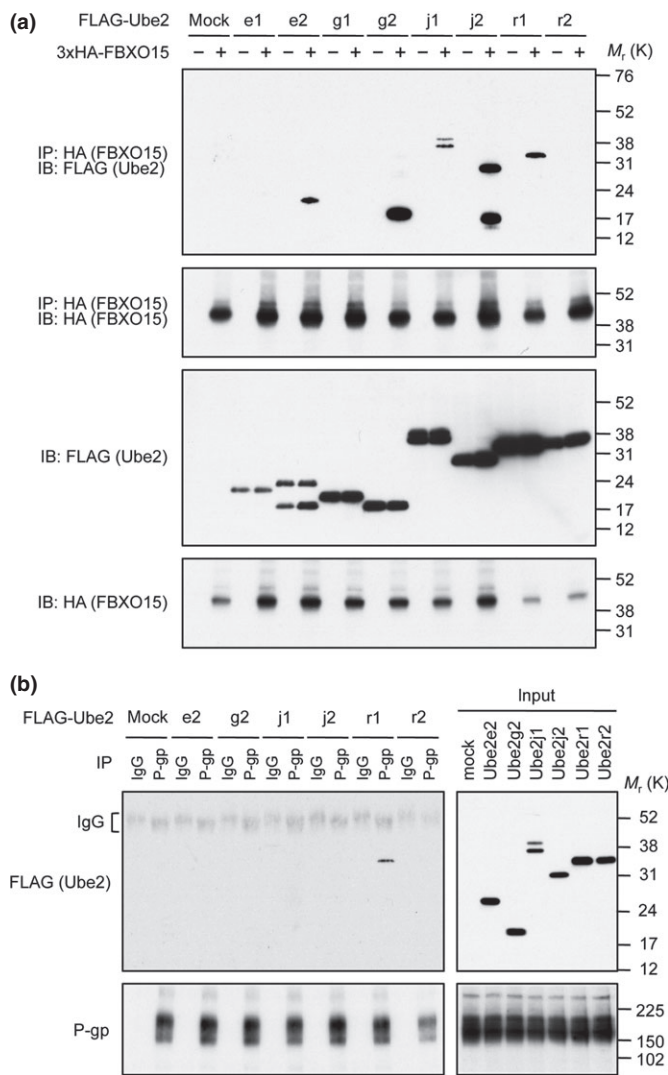 (a)
FLAG-Ube2 Mock e1 e2 g1 g2 j1 j2 r1 r2
3xHA-FBXO15 – + – + – + – + – + – + – + – + – + Mr (K)
76
52
IP: HA (FBXO15) 38
IB: FLAG (Ube2) 31
24
17
12
IP: HA (FBXO15) 52
IB: HA (FBXO15) 38
31
52
38
IB: FLAG (Ube2) 31
24
17
12
52
IB: HA (FBXO15) 38
31
(b)
Input
FLAG-Ube2 Mock e2 g2 j1 j2 r1 r2
IP IgG P-gp IgG P-gp IgG P-gp IgG P-gp IgG P-gp IgG P-gp IgG P-gp mock Ube2e2 Ube2g2 Ube2j1 Ube2j2 Ube2r1 Ube2r2 Mr (K)
IgG 52
38
FLAG (Ube2) 31
24
17
12
225
P-gp 150
102